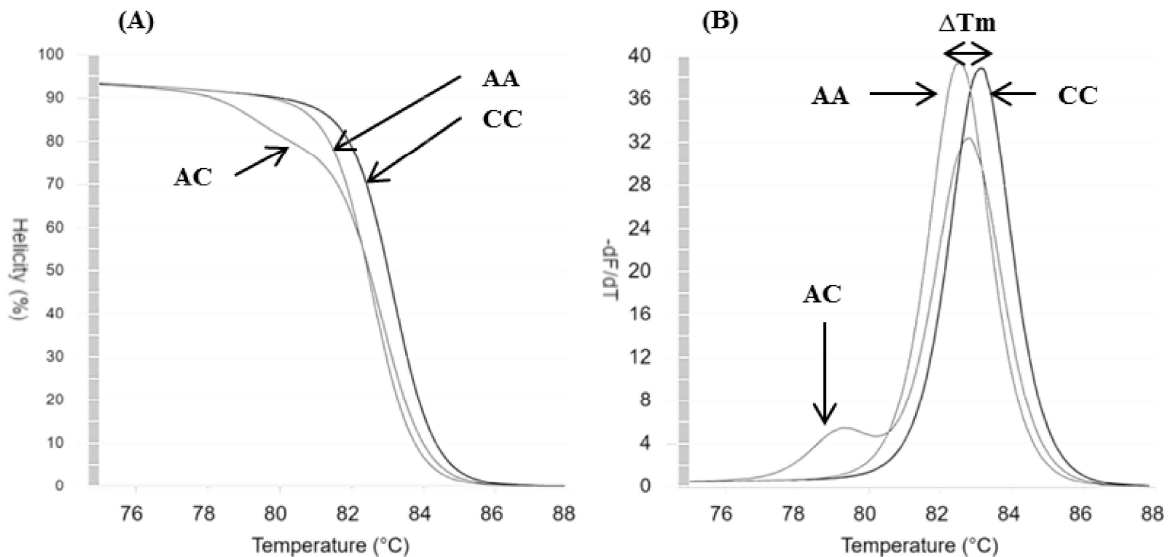 (A)
100
90
80
70
60
50
40
30
20
10
0
Helicity (%)
AA
CC
AC
76 78 80 82 84 86 88
Temperature (°C)
(B)
ΔTm
40
36
32
28
24
20
16
12
8
4
0
-dF/dT
AA
CC
AC
76 78 80 82 84 86 88
Temperature (°C)